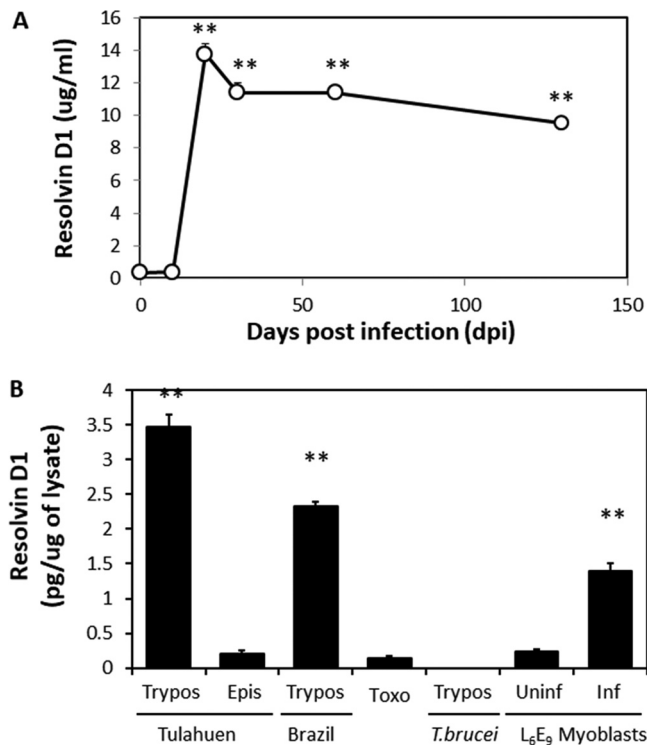 A
Resolvin D1 (ug/ml)
16
14
12
10
8
6
4
2
0
**
**
**
**
0 50 100 150
Days post infection (dpi)
B
Resolvin D1
(pg/ug of lysate)
4
3.5
3
2.5
2
1.5
1
0.5
0
**
**
**
Trypos Epis Trypos Toxo Trypos Uninf Inf
Tulahuen Brazil T.brucei L₆E₉ Myoblasts